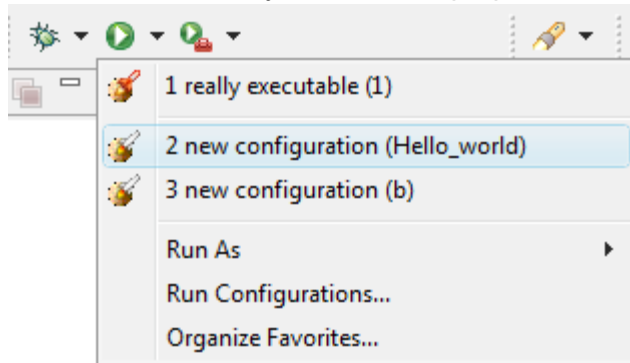 1 really executable (1)
2 new configuration (Hello_world)
3 new configuration (b)
Run As
Run Configurations...
Organize Favorites...